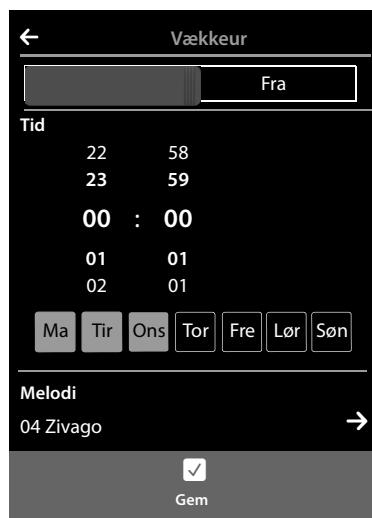 Vækkeur
Fra
Tid
22 58
23 59
00 : 00
01 01
02 01
Ma Tir Ons Tor Fre Lør Søn
Melodi
04 Zivago
Gem